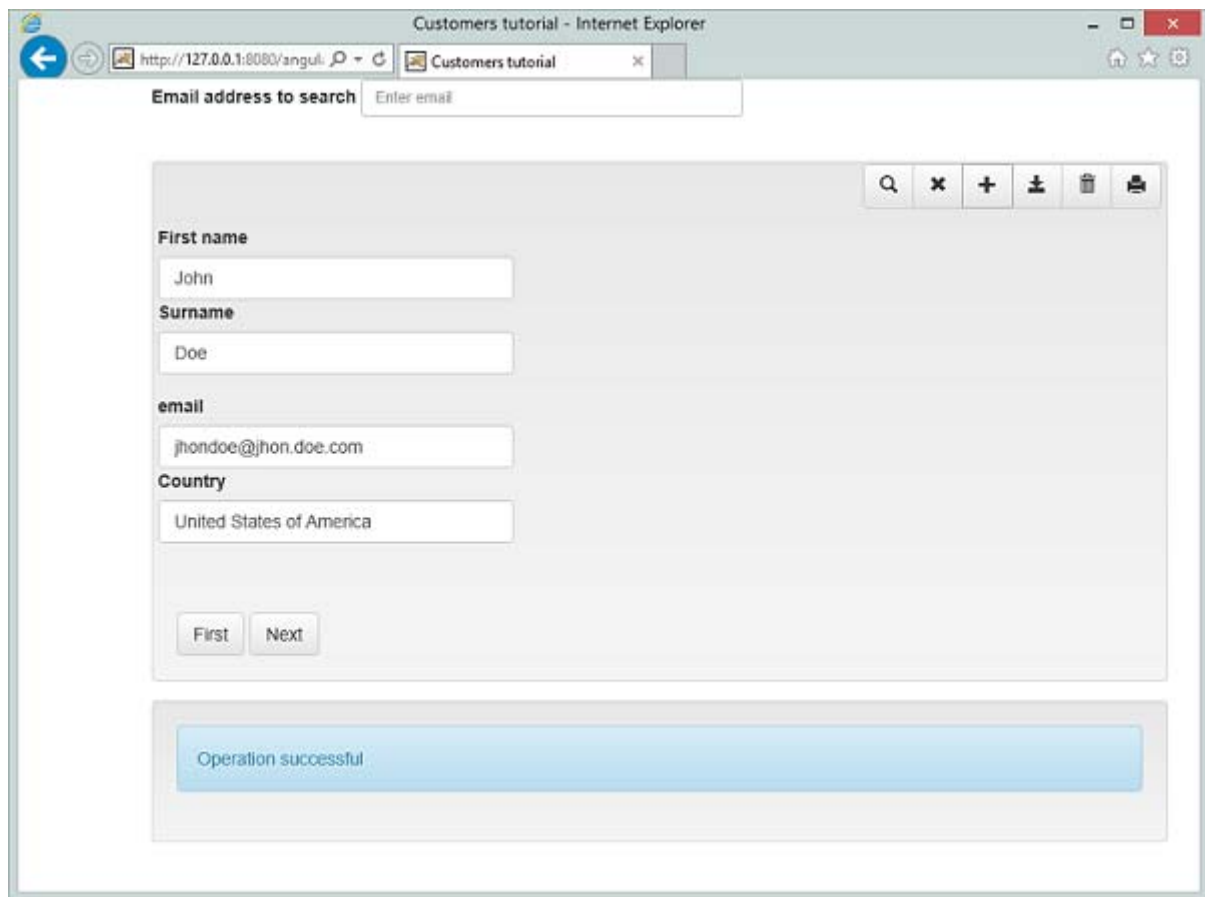 Customers tutorial - Internet Explorer
http://127.0.0.1:8080/angul
Customers tutorial
Email address to search
Enter email
First name
John
Surname
Doe
email
jhondoe@jhon.doe.com
Country
United States of America
First Next
Operation successful